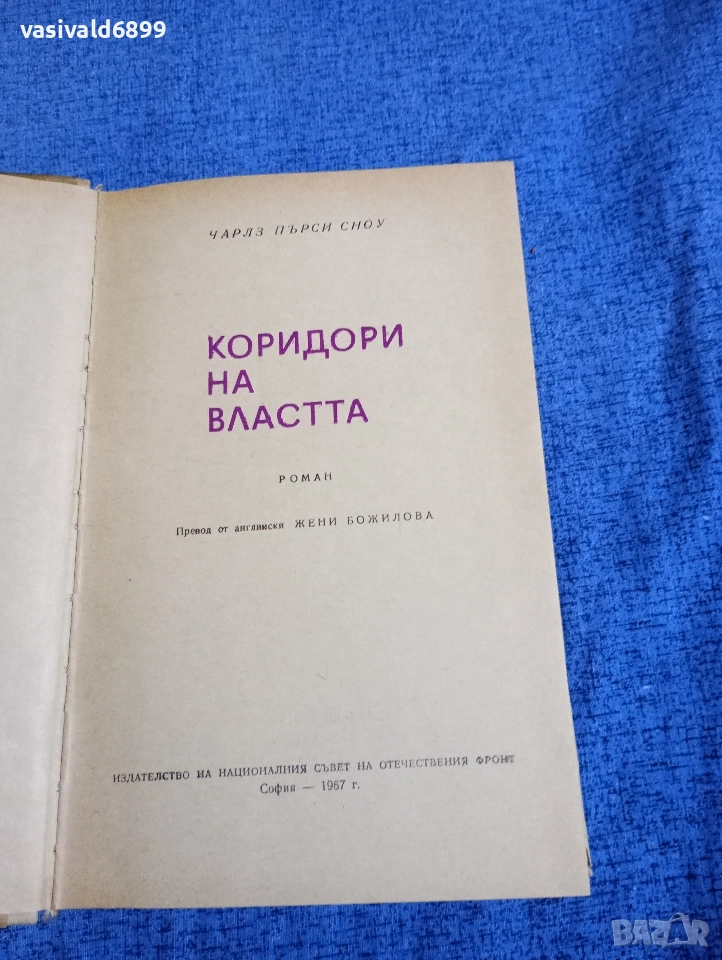 vasivald6899
ЧАРЛЗ ПЪРСИ СНОУ
КОРИДОРИ
НА
ВЛАСТТА
РОМАН
Превод от английски ЖЕНИ БОЖИЛОВА
ИЗДАТЕЛСТВО НА НАЦИОНАЛНИЯ СЪВЕТ НА ОТЕЧЕСТВЕНИЯ ФРОНТ
София — 1967 г.
BAZAR